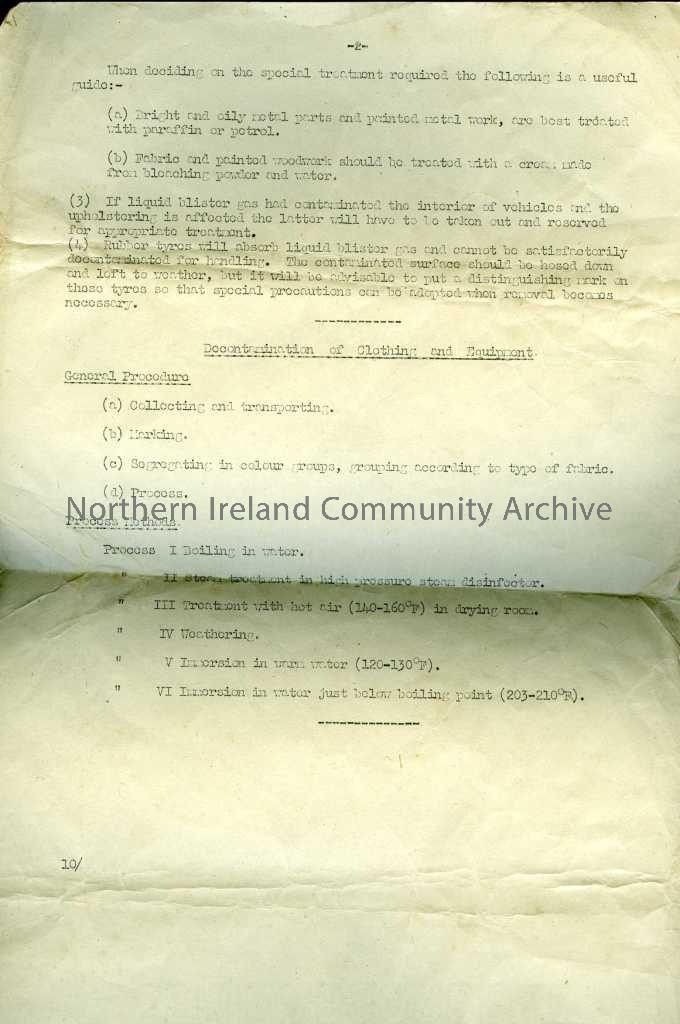 -2-
When deciding on the special treatment required the following is a useful
guide:-
(a) Bright and oily metal parts and painted metal work, are best treated
with paraffin or petrol.
(b) Fabric and painted woodwork should be treated with a cream made
from bleaching powder and water.
(3) If liquid blister gas had contaminated the interior of vehicles and the
upholstering is affected the latter will have to be taken out and reserved
for appropriate treatment.
(4) Rubber tyres will absorb liquid blister gas and cannot be satisfactorily
decontaminated for handling. The contaminated surface should be hosed down
and left to weather, but it will be advisable to put a distinguishing mark on
these tyres so that special precautions can be adopted when removal becomes
necessary.
------------
Decontamination of Clothing and Equipment.
General Procedure
(a) Collecting and transporting.
(b) Marking.
(c) Segregating in colour groups, grouping according to type of fabric.
(d) Process.
Northern Ireland Community Archive
Process Methods.
Process I Boiling in water.
" II Steam treatment in high pressure steam disinfector.
" III Treatment with hot air (140-160°F) in drying room.
" IV Weathering.
" V Immersion in warm water (120-130°F).
" VI Immersion in water just below boiling point (203-210°F).
--------------
10/